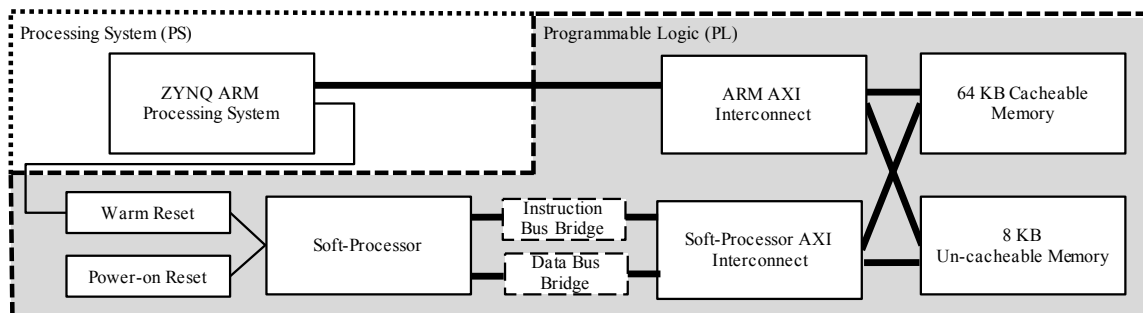 Processing System (PS)
Programmable Logic (PL)
ZYNQ ARM
Processing System
ARM AXI
Interconnect
64 KB Cacheable
Memory
Warm Reset
Power-on Reset
Soft-Processor
Instruction
Bus Bridge
Data Bus
Bridge
Soft-Processor AXI
Interconnect
8 KB
Un-cacheable Memory